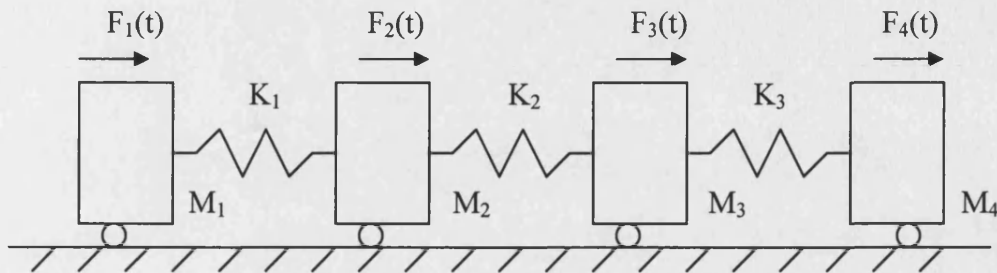 F₁(t) F₂(t) F₃(t) F₄(t)
K₁ K₂ K₃
M₁ M₂ M₃ M₄